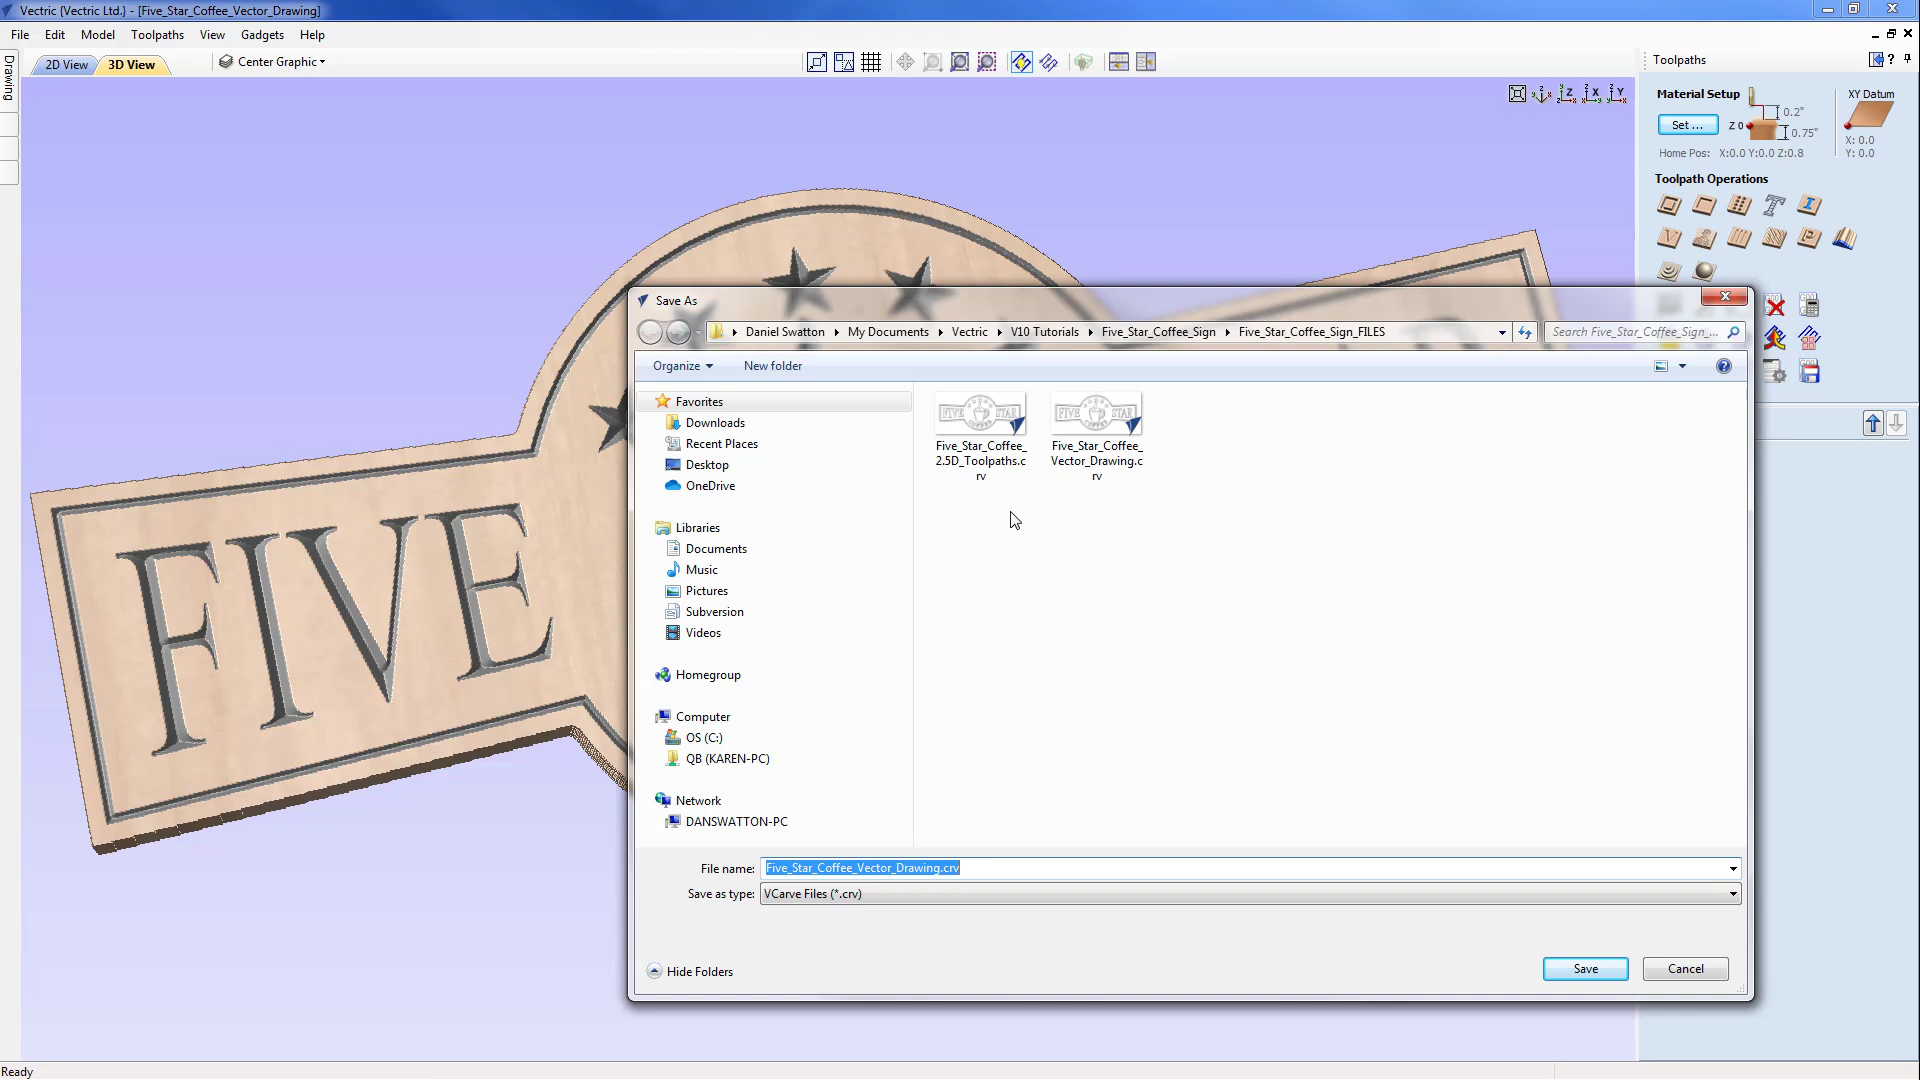 Vectric {Vectric Ltd.} - [Five_Star_Coffee_Vector_Drawing]
File Edit Model Toolpaths View Gadgets Help
Drawing
2D View 3D View Center Graphic
Toolpaths
Material Setup
XY Datum
Set ...
Z 0
0.2"
0.75"
X: 0.0
Y: 0.0
Home Pos: X:0.0 Y:0.0 Z:0.8
Toolpath Operations
FIVE
Save As
Daniel Swatton My Documents Vectric V10 Tutorials Five_Star_Coffee_Sign Five_Star_Coffee_Sign_FILES
Search Five_Star_Coffee_Sign_...
Organize New folder
Favorites
Downloads
Recent Places
Desktop
OneDrive
Libraries
Documents
Music
Pictures
Subversion
Videos
Homegroup
Computer
OS (C:)
QB (KAREN-PC)
Network
DANSWATTON-PC
Five_Star_Coffee_
2.5D_Toolpaths.c
rv
Five_Star_Coffee_
Vector_Drawing.c
rv
File name: Five_Star_Coffee_Vector_Drawing.crv
Save as type: VCarve Files (*.crv)
Hide Folders
Save
Cancel
Ready